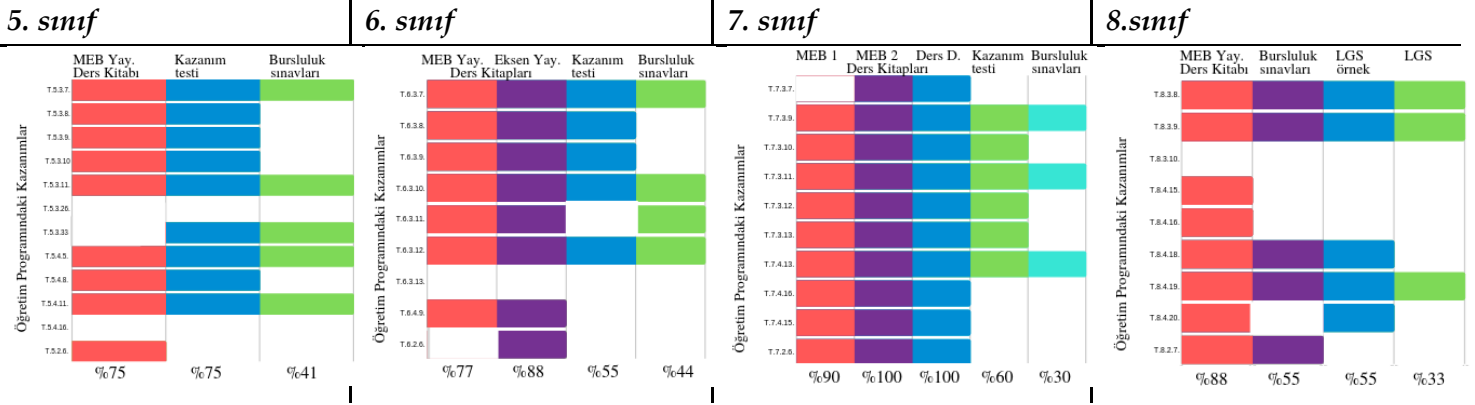 5. sınıf
MEB Yay. Kazanım Bursluluk
Ders Kitabı testi sınavları
Öğretim Programındaki Kazanımlar
T.5.3.7.
T.5.3.8.
T.5.3.9.
T.5.3.10
T.5.3.11.
T.5.3.26.
T.5.3.33
T.5.4.5.
T.5.4.8.
T.5.4.11.
T.5.4.16.
T.5.2.6.
%75 %75 %41
6. sınıf
MEB Yay. Eksen Yay. Kazanım Bursluluk
Ders Kitapları testi sınavları
Öğretim Programındaki Kazanımlar
T.6.3.7.
T.6.3.8.
T.6.3.9.
T.6.3.10.
T.6.3.11.
T.6.3.12.
T.6.3.13.
T.6.4.9.
T.6.2.6.
%77 %88 %55 %44
7. sınıf
MEB 1 MEB 2 Ders D. Kazanım Bursluluk
Ders Kitapları testi sınavları
Öğretim Programındaki Kazanımlar
T.7.3.7.
T.7.3.9.
T.7.3.10.
T.7.3.11.
T.7.3.12.
T.7.3.13.
T.7.4.13.
T.7.4.16.
T.7.4.15.
T.7.2.6.
%90 %100 %100 %60 %30
8.sınıf
MEB Yay. Bursluluk LGS LGS
Ders Kitabı sınavları örnek
Öğretim Programındaki Kazanımlar
T.8.3.8.
T.8.3.9.
T.8.3.10.
T.8.4.15.
T.8.4.16.
T.8.4.18.
T.8.4.19.
T.8.4.20.
T.8.2.7.
%88 %55 %55 %33